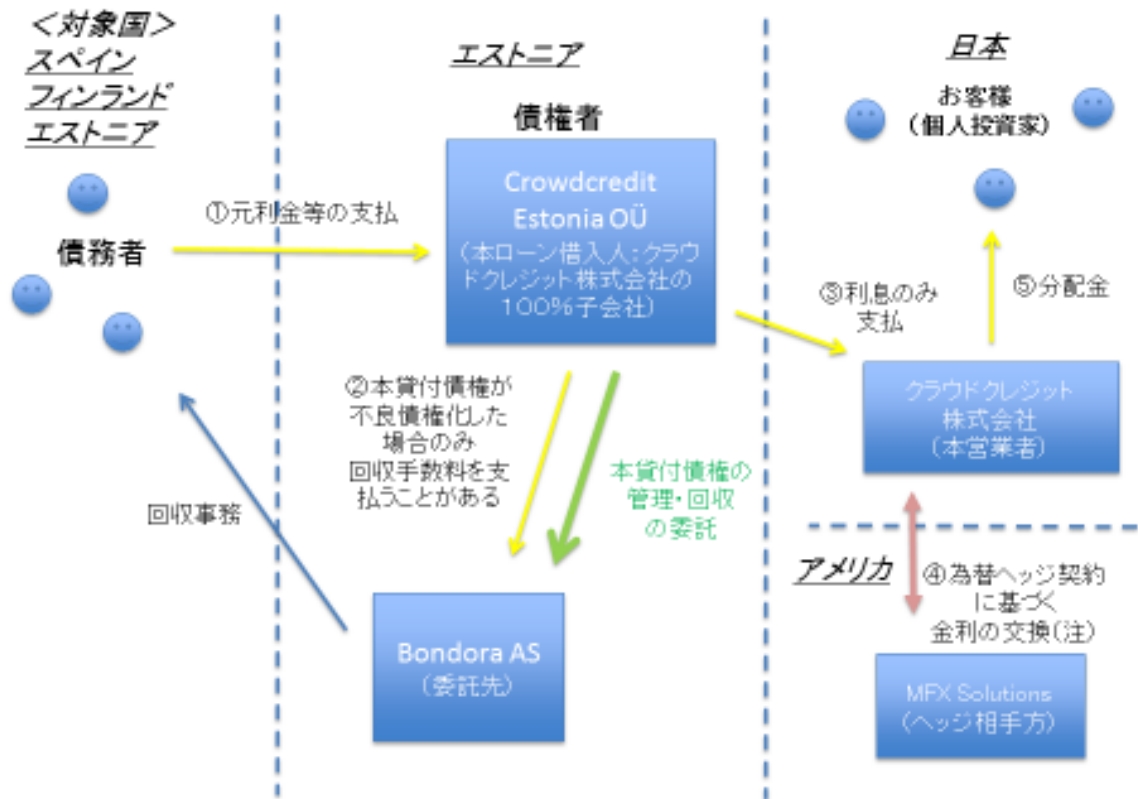 ＜対象国＞
スペイン
フィンランド
エストニア
債務者
①元利金等の支払
回収事務
エストニア
債権者
Crowdcredit
Estonia OÜ
（本ローン借入人：クラウ
ドクレジット株式会社の
１００％子会社）
②本貸付債権が
不良債権化した
場合のみ
回収手数料を支
払うことがある
本貸付債権の
管理・回収
の委託
Bondora AS
（委託先）
日本
お客様
（個人投資家）
③利息のみ
支払
⑤分配金
クラウドクレジット
株式会社
（本営業者）
アメリカ
④為替ヘッジ契約
に基づく
金利の交換（注）
MFX Solutions
（ヘッジ相手方）